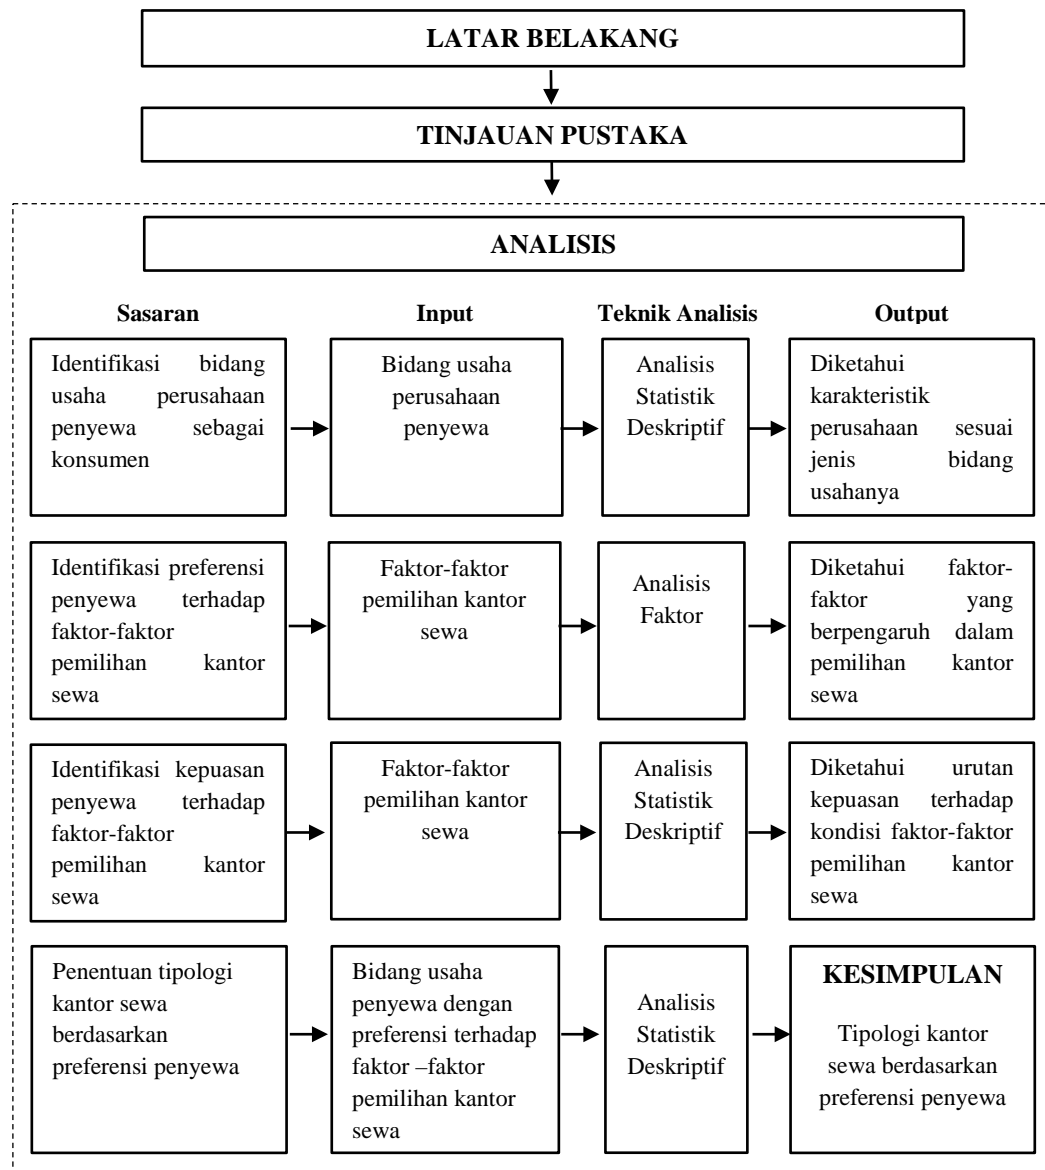 LATAR BELAKANG
TINJAUAN PUSTAKA
ANALISIS
Sasaran
Input
Teknik Analisis
Output
Identifikasi bidang
usaha perusahaan
penyewa sebagai
konsumen
Bidang usaha
perusahaan
penyewa
Analisis
Statistik
Deskriptif
Diketahui
karakteristik
perusahaan sesuai
jenis bidang
usahanya
Identifikasi preferensi
penyewa terhadap
faktor-faktor
pemilihan kantor
sewa
Faktor-faktor
pemilihan kantor
sewa
Analisis
Faktor
Diketahui faktor-
faktor yang
berpengaruh dalam
pemilihan kantor
sewa
Identifikasi kepuasan
penyewa terhadap
faktor-faktor
pemilihan kantor
sewa
Faktor-faktor
pemilihan kantor
sewa
Analisis
Statistik
Deskriptif
Diketahui urutan
kepuasan terhadap
kondisi faktor-faktor
pemilihan kantor
sewa
Penentuan tipologi
kantor sewa
berdasarkan
preferensi penyewa
Bidang usaha
penyewa dengan
preferensi terhadap
faktor –faktor
pemilihan kantor
sewa
Analisis
Statistik
Deskriptif
KESIMPULAN
Tipologi kantor
sewa berdasarkan
preferensi penyewa